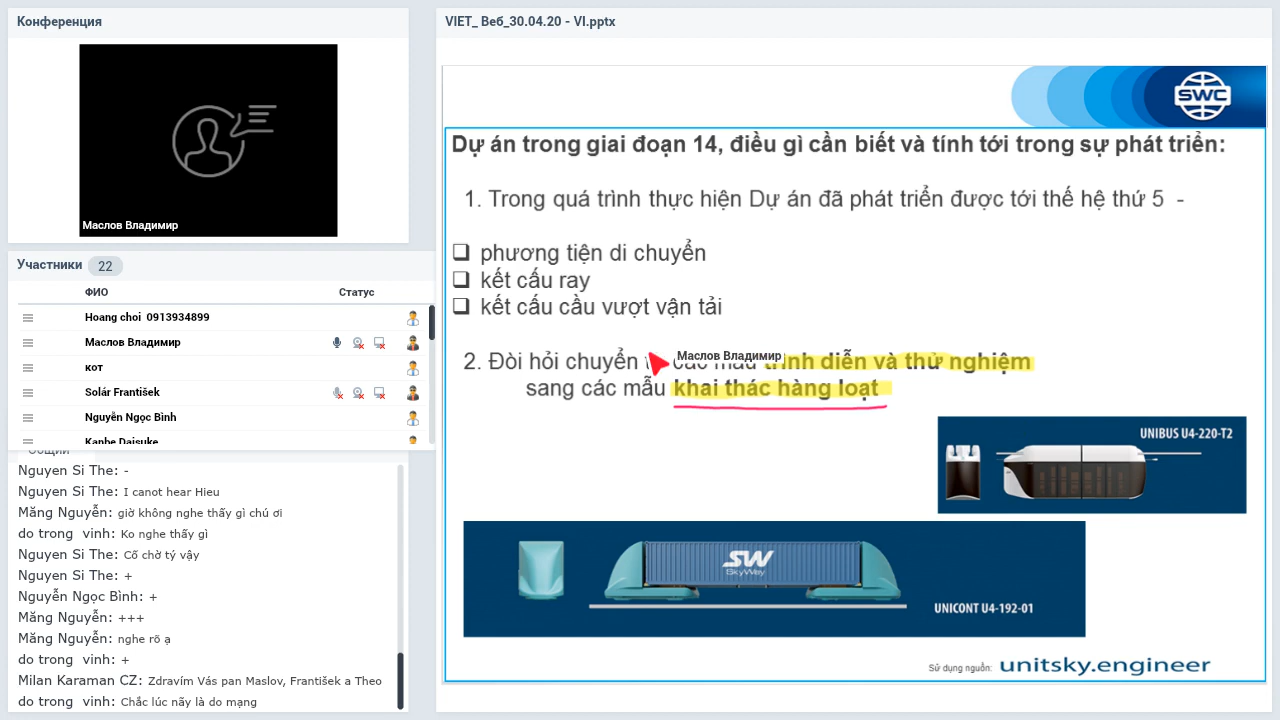 Конференция
Маслов Владимир
Участники 22
ФИО Статус
Hoang choi 0913934899
Маслов Владимир
кот
Solár František
Nguyễn Ngọc Bình
Kanbe Daisuke
Общий
Nguyen Si The: -
Nguyen Si The: I canot hear Hieu
Măng Nguyễn: giờ không nghe thấy gì chú ơi
do trong vinh: Ko nghe thấy gì
Nguyen Si The: Cố chờ tý vậy
Nguyen Si The: +
Nguyễn Ngọc Bình: +
Măng Nguyễn: +++
Măng Nguyễn: nghe rõ ạ
do trong vinh: +
Milan Karaman CZ: Zdravím Vás pan Maslov, František a Theo
do trong vinh: Chắc lúc nãy là do mạng
VIET_ Веб_30.04.20 - VI.pptx
SWC
Dự án trong giai đoạn 14, điều gì cần biết và tính tới trong sự phát triển:
1. Trong quá trình thực hiện Dự án đã phát triển được tới thế hệ thứ 5 -
phương tiện di chuyển
kết cấu ray
kết cấu cầu vượt vận tải
Маслов Владимир
2. Đòi hỏi chuyển các mẫu trình diễn và thử nghiệm
sang các mẫu khai thác hàng loạt
UNIBUS U4-220-T2
SW
SkyWay
UNICONT U4-192-01
Sử dụng nguồn: unitsky.engineer